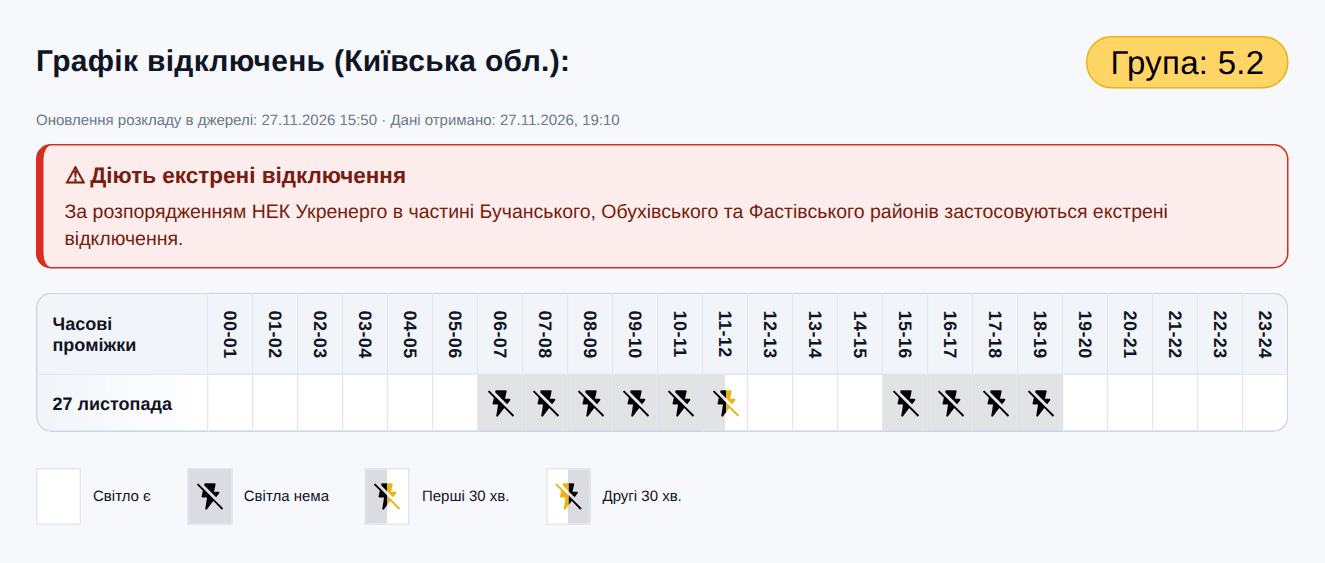 Графік відключень (Київська обл.):
Група: 5.2
Оновлення розкладу в джерелі: 27.11.2026 15:50 · Дані отримано: 27.11.2026, 19:10
⚠ Діють екстрені відключення
За розпорядженням НЕК Укренерго в частині Бучанського, Обухівського та Фастівського районів застосовуються екстрені
відключення.
Часові
проміжки
00-01 01-02 02-03 03-04 04-05 05-06 06-07 07-08 08-09 09-10 10-11 11-12 12-13 13-14 14-15 15-16 16-17 17-18 18-19 19-20 20-21 21-22 22-23 23-24
27 листопада
Світло є Світла нема Перші 30 хв. Другі 30 хв.